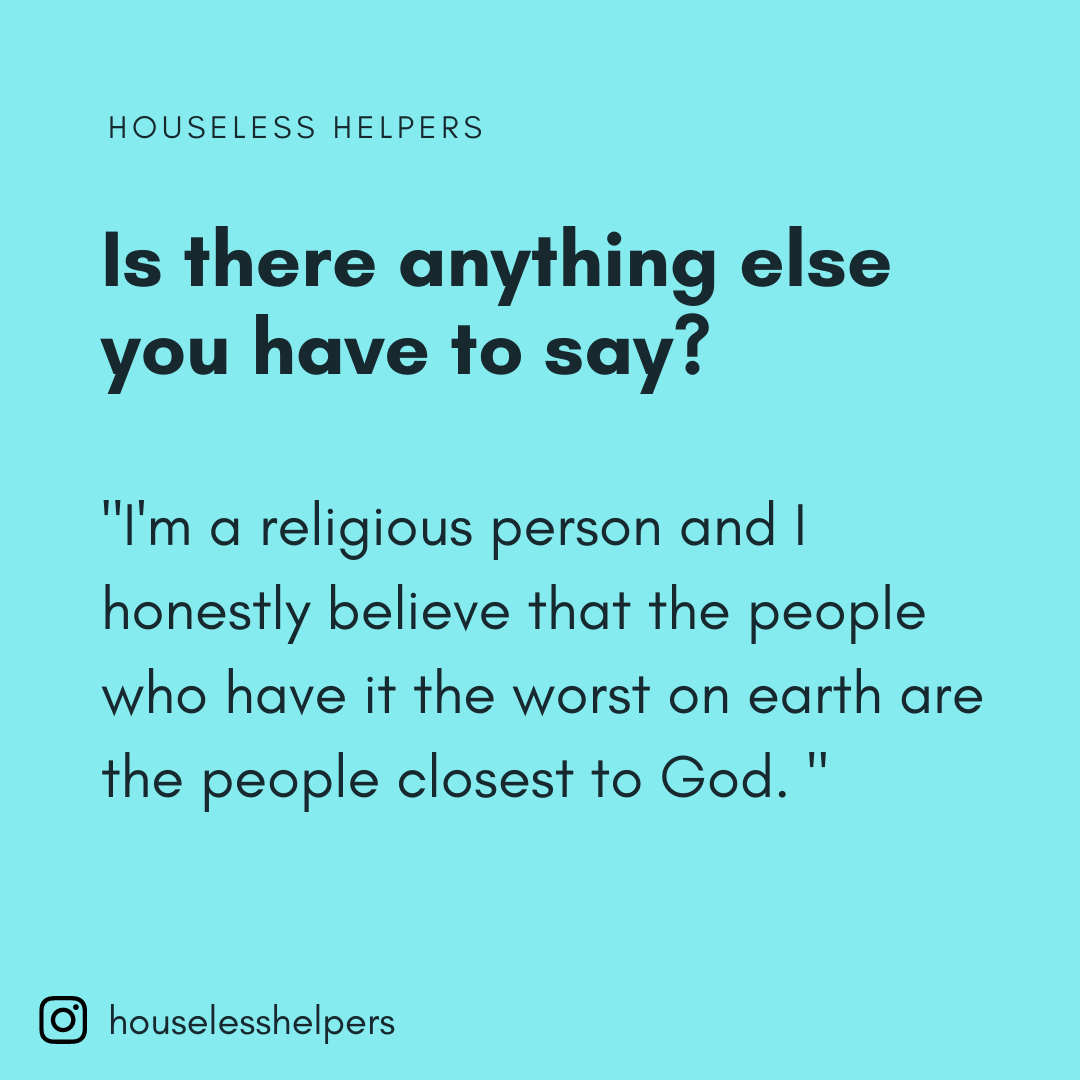 HOUSELESS HELPERS
Is there anything else
you have to say?
"I'm a religious person and I
honestly believe that the people
who have it the worst on earth are
the people closest to God. "
houselesshelpers